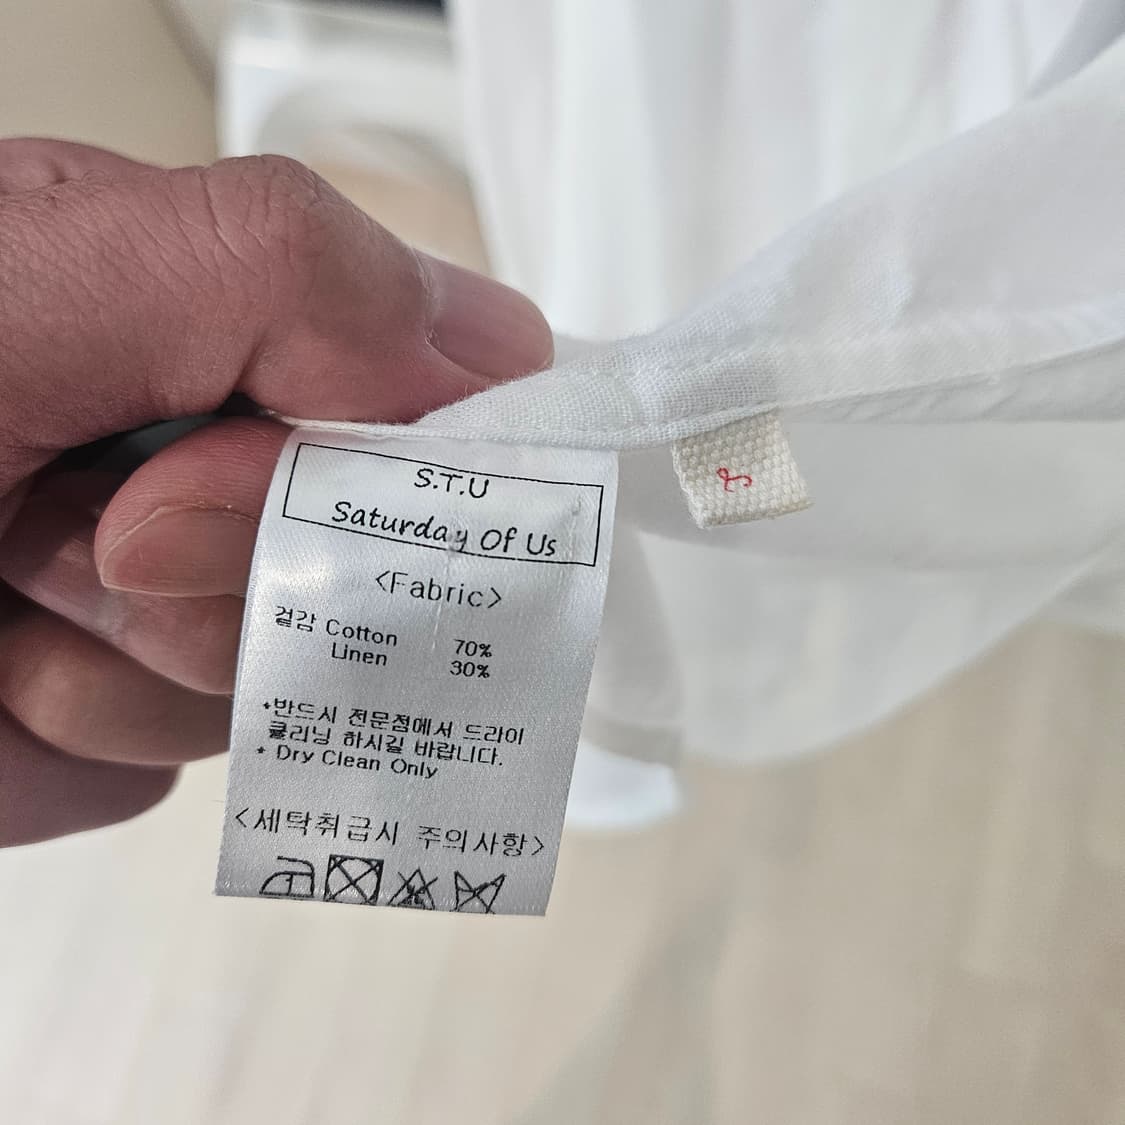 S.T.U
Saturday Of Us
<Fabric>
겉감 Cotton 70%
Linen 30%
*반드시 전문점에서 드라이
클리닝 하시길 바랍니다.
* Dry Clean Only
<세탁취급시 주의사항>